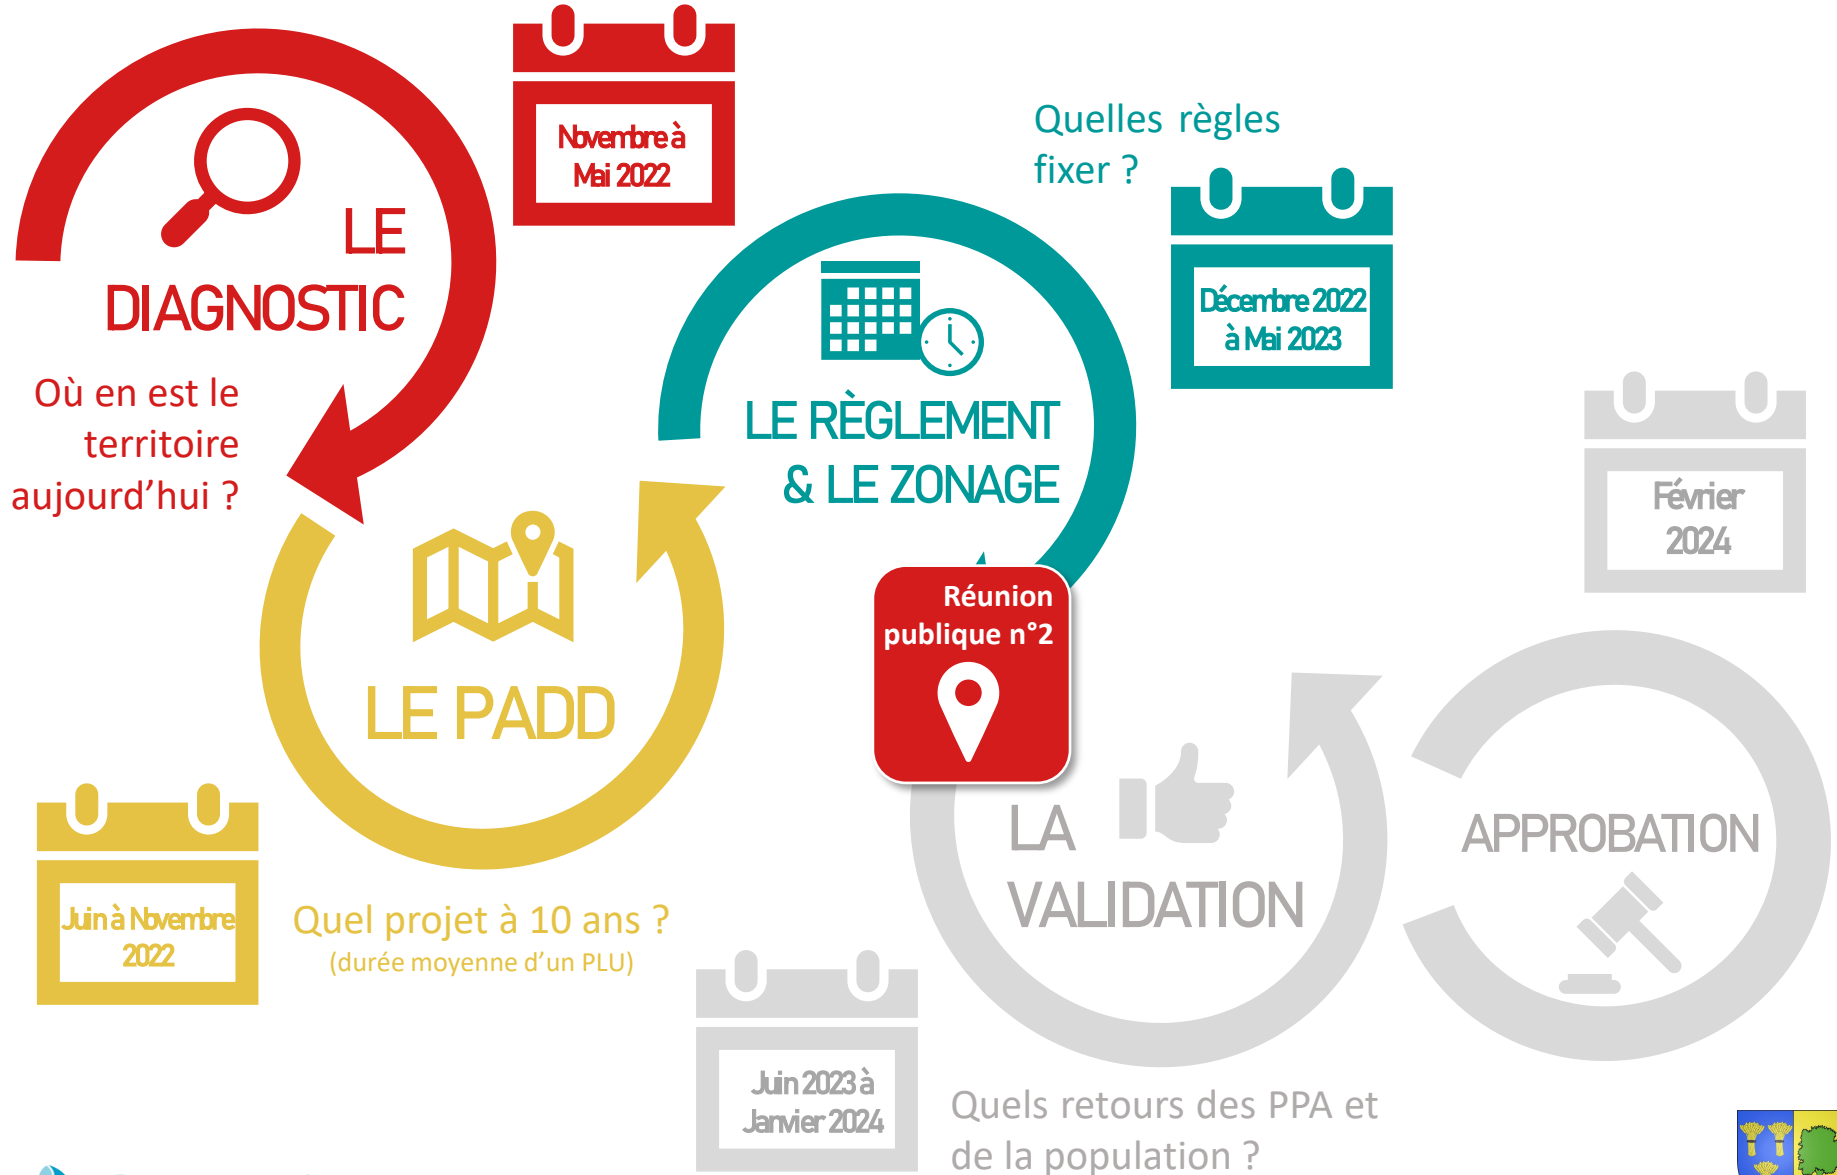 Novembre à
Mai 2022
LE
DIAGNOSTIC
Où en est le
territoire
aujourd’hui ?
LE PADD
Juin à Novembre
2022
Quel projet à 10 ans ?
(durée moyenne d’un PLU)
Quelles règles
fixer ?
Décembre 2022
à Mai 2023
LE RÈGLEMENT
& LE ZONAGE
Réunion
publique n°2
LA
VALIDATION
Juin 2023 à
Janvier 2024
Quels retours des PPA et
de la population ?
Février
2024
APPROBATION